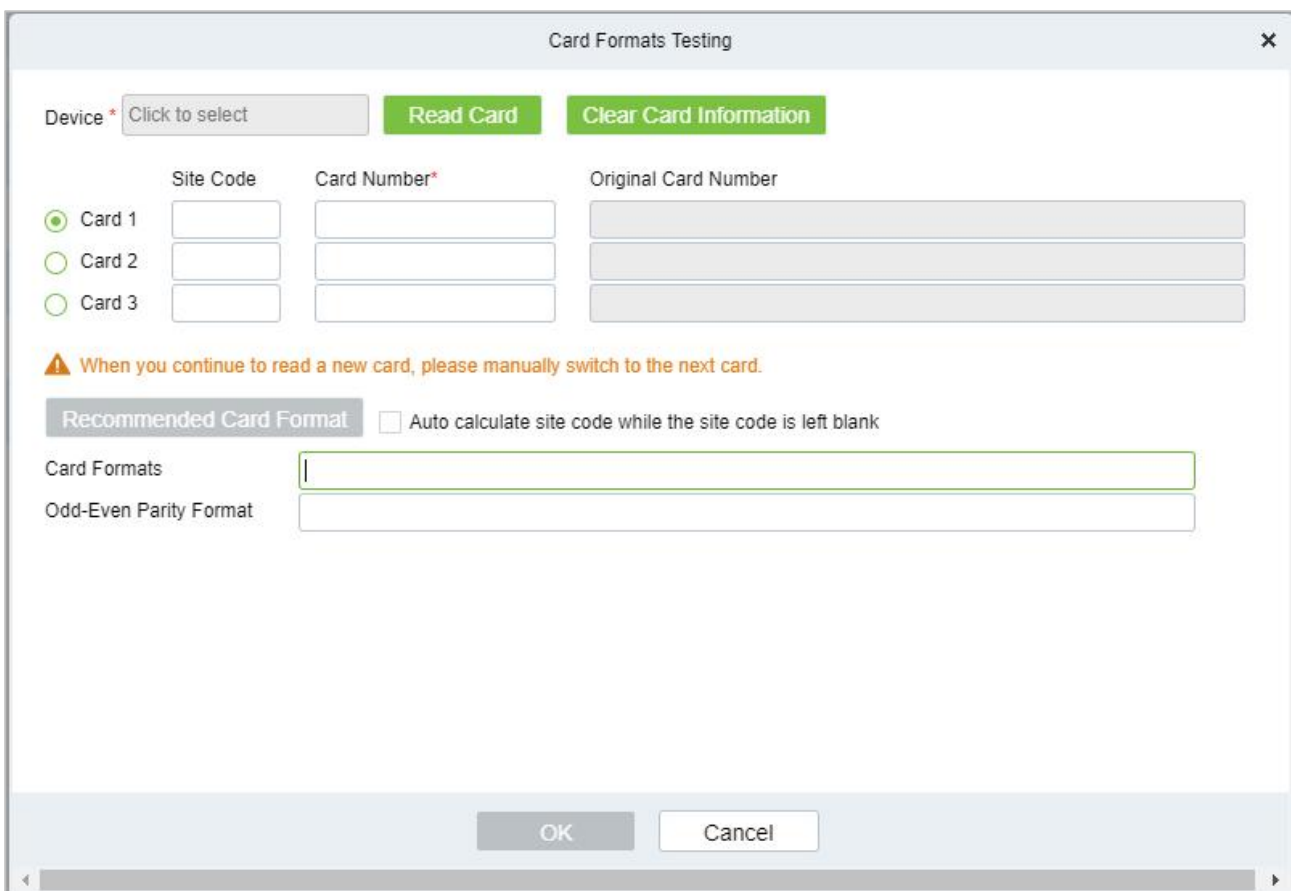 Card Formats Testing
Device * Click to select Read Card Clear Card Information
Site Code Card Number* Original Card Number
Card 1
Card 2
Card 3
When you continue to read a new card, please manually switch to the next card.
Recommended Card Format Auto calculate site code while the site code is left blank
Card Formats
Odd-Even Parity Format
OK Cancel